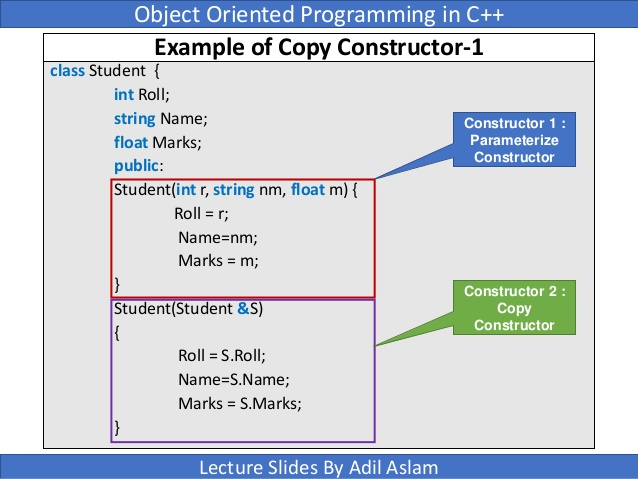 Object Oriented Programming in C++
Example of Copy Constructor-1
class Student {
int Roll;
string Name;
float Marks;
public:
Student(int r, string nm, float m) {
Roll = r;
Name=nm;
Marks = m;
}
Student(Student &S)
{
Roll = S.Roll;
Name=S.Name;
Marks = S.Marks;
}
Constructor 1 :
Parameterize
Constructor
Constructor 2 :
Copy
Constructor
Lecture Slides By Adil Aslam